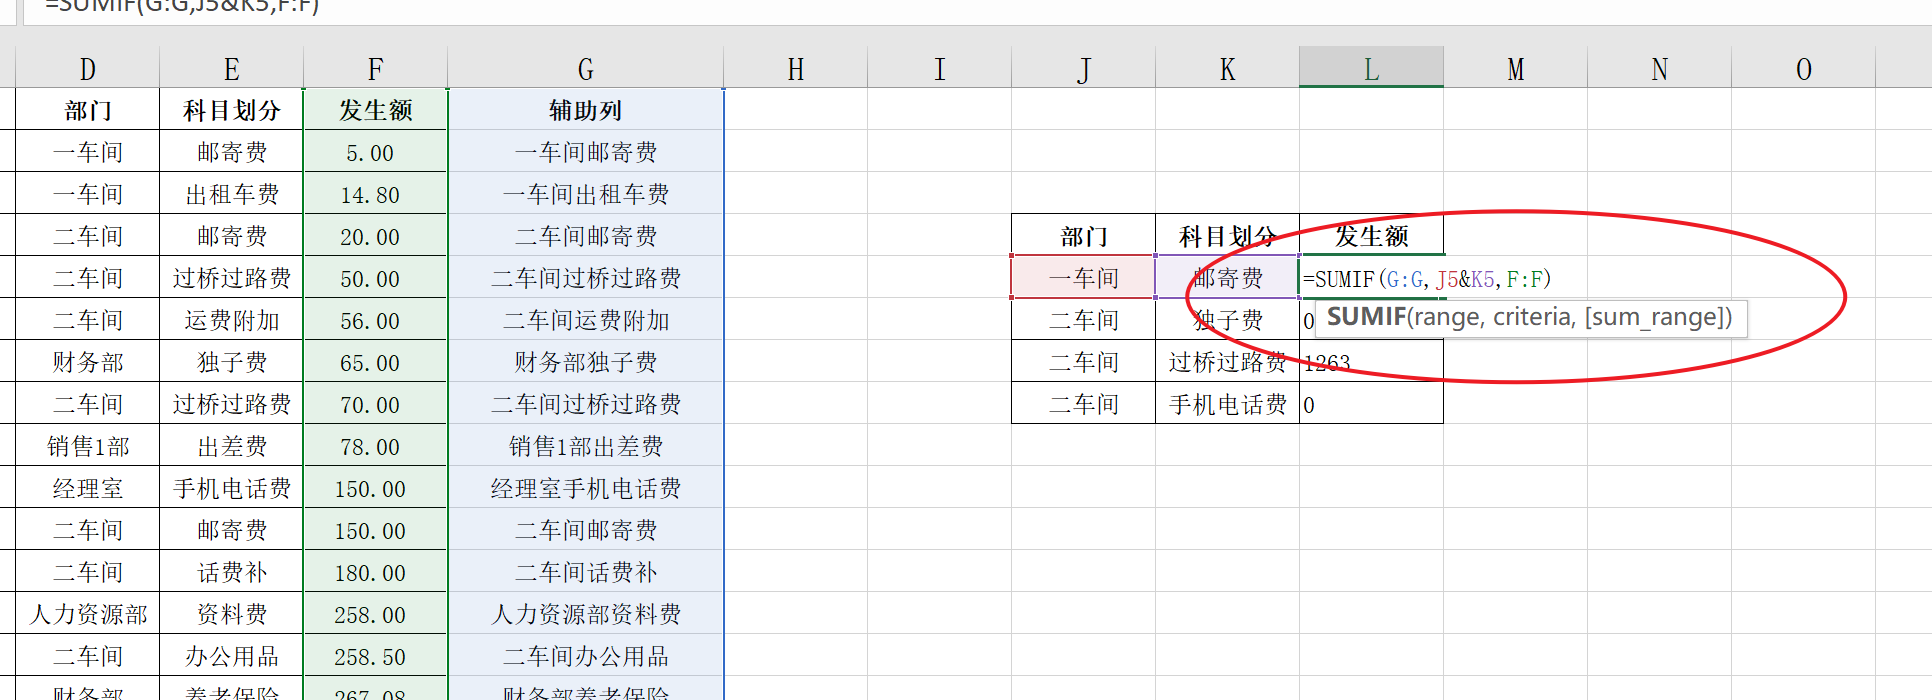 =SUMIF(G:G,J5&K5,F:F)
D E F G H I J K L M N O
部门 科目划分 发生额 辅助列
一车间 邮寄费 5.00 一车间邮寄费
一车间 出租车费 14.80 一车间出租车费
二车间 邮寄费 20.00 二车间邮寄费 部门 科目划分 发生额
二车间 过桥过路费 50.00 二车间过桥过路费 一车间 邮寄费 =SUMIF(G:G,J5&K5,F:F)
二车间 运费附加 56.00 二车间运费附加 二车间 独子费 0 SUMIF(range, criteria, [sum_range])
财务部 独子费 65.00 财务部独子费 二车间 过桥过路费 1263
二车间 过桥过路费 70.00 二车间过桥过路费 二车间 手机电话费 0
销售1部 出差费 78.00 销售1部出差费
经理室 手机电话费 150.00 经理室手机电话费
二车间 邮寄费 150.00 二车间邮寄费
二车间 话费补 180.00 二车间话费补
人力资源部 资料费 258.00 人力资源部资料费
二车间 办公用品 258.50 二车间办公用品
财务部 养老保险 267.08 财务部养老保险